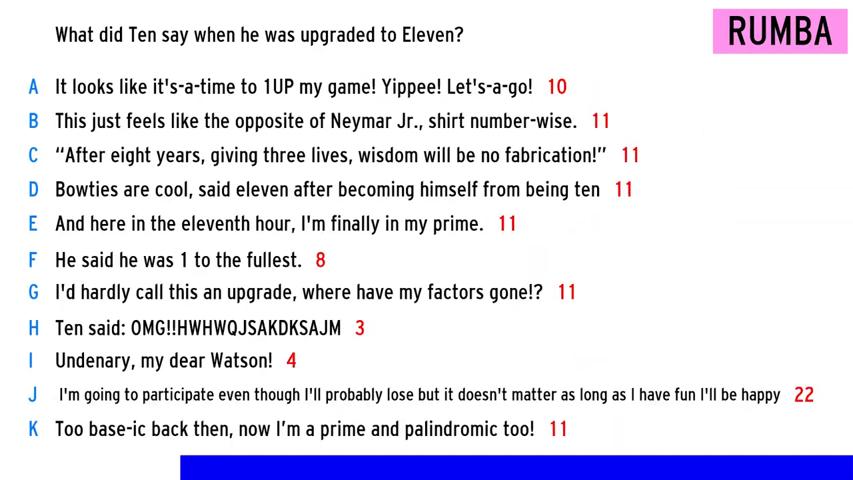 What did Ten say when he was upgraded to Eleven?
RUMBA
A It looks like it's-a-time to 1UP my game! Yippee! Let's-a-go! 10
B This just feels like the opposite of Neymar Jr., shirt number-wise. 11
C “After eight years, giving three lives, wisdom will be no fabrication!” 11
D Bowties are cool, said eleven after becoming himself from being ten 11
E And here in the eleventh hour, I'm finally in my prime. 11
F He said he was 1 to the fullest. 8
G I'd hardly call this an upgrade, where have my factors gone!? 11
H Ten said: OMG!!HWHWQJSAKDKSAJM 3
I Undenary, my dear Watson! 4
J I'm going to participate even though I'll probably lose but it doesn't matter as long as I have fun I'll be happy 22
K Too base-ic back then, now I’m a prime and palindromic too! 11